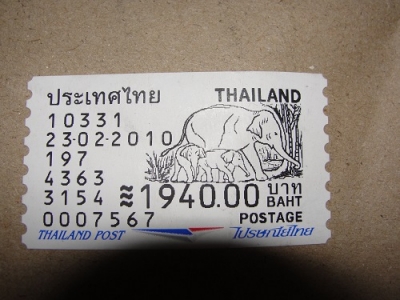 ประเทศไทย THAILAND
10331
23-02-2010
197
4363
3154 ≈1940.00 บาท BAHT
0007567 POSTAGE
THAILAND POST ไปรษณีย์ไทย